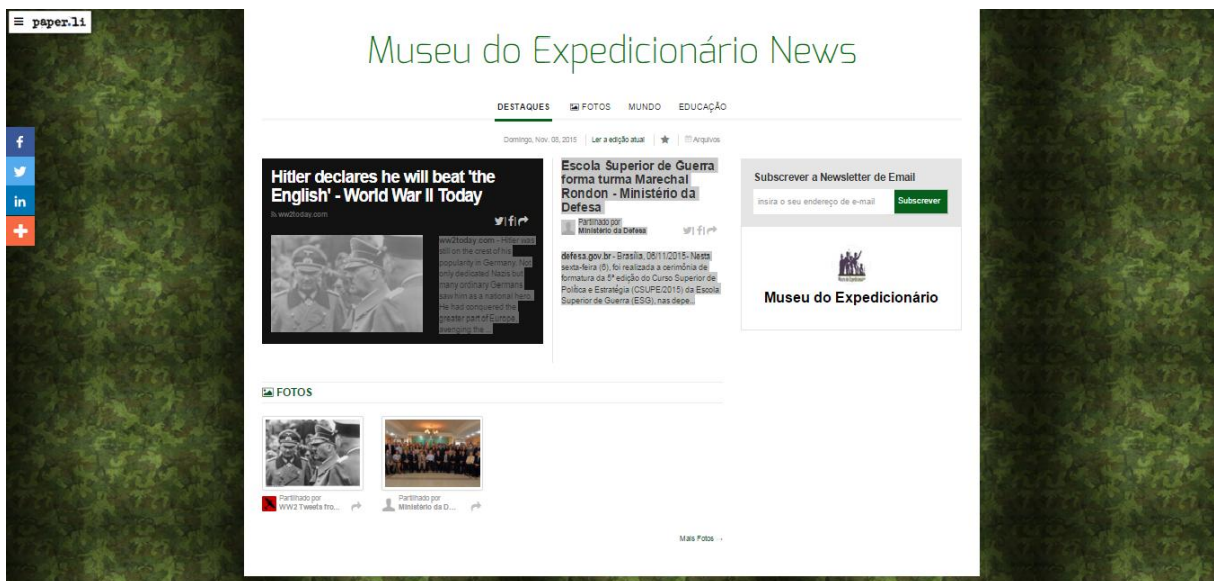 ≡ paper.li
Museu do Expedicionário News
DESTAQUES FOTOS MUNDO EDUCAÇÃO
Domingo, Nov. 08, 2015 | Ler a edição atual | ★ | Arquivos
f
in
+
Hitler declares he will beat 'the
English' - World War II Today
ww2today.com
ww2today.com - Hitler was
still on the crest of his
popularity in Germany. Not
only dedicated Nazis but
many ordinary Germans
saw him as a national hero.
He had conquered the
greater part of Europe,
avenging the ...
Escola Superior de Guerra
forma turma Marechal
Rondon - Ministério da
Defesa
Partilhado por
Ministério da Defesa
defesa.gov.br - Brasília, 06/11/2015- Nesta
sexta-feira (6), foi realizada a cerimônia de
formatura da 5ª edição do Curso Superior de
Política e Estratégia (CSUPE/2015) da Escola
Superior de Guerra (ESG), nas depe...
Subscrever a Newsletter de Email
insira o seu endereço de e-mail Subscrever
Museu do Expedicionário
FOTOS
Partilhado por
WW2 Tweets fro...
Partilhado por
Ministério da D...
Mais Fotos →